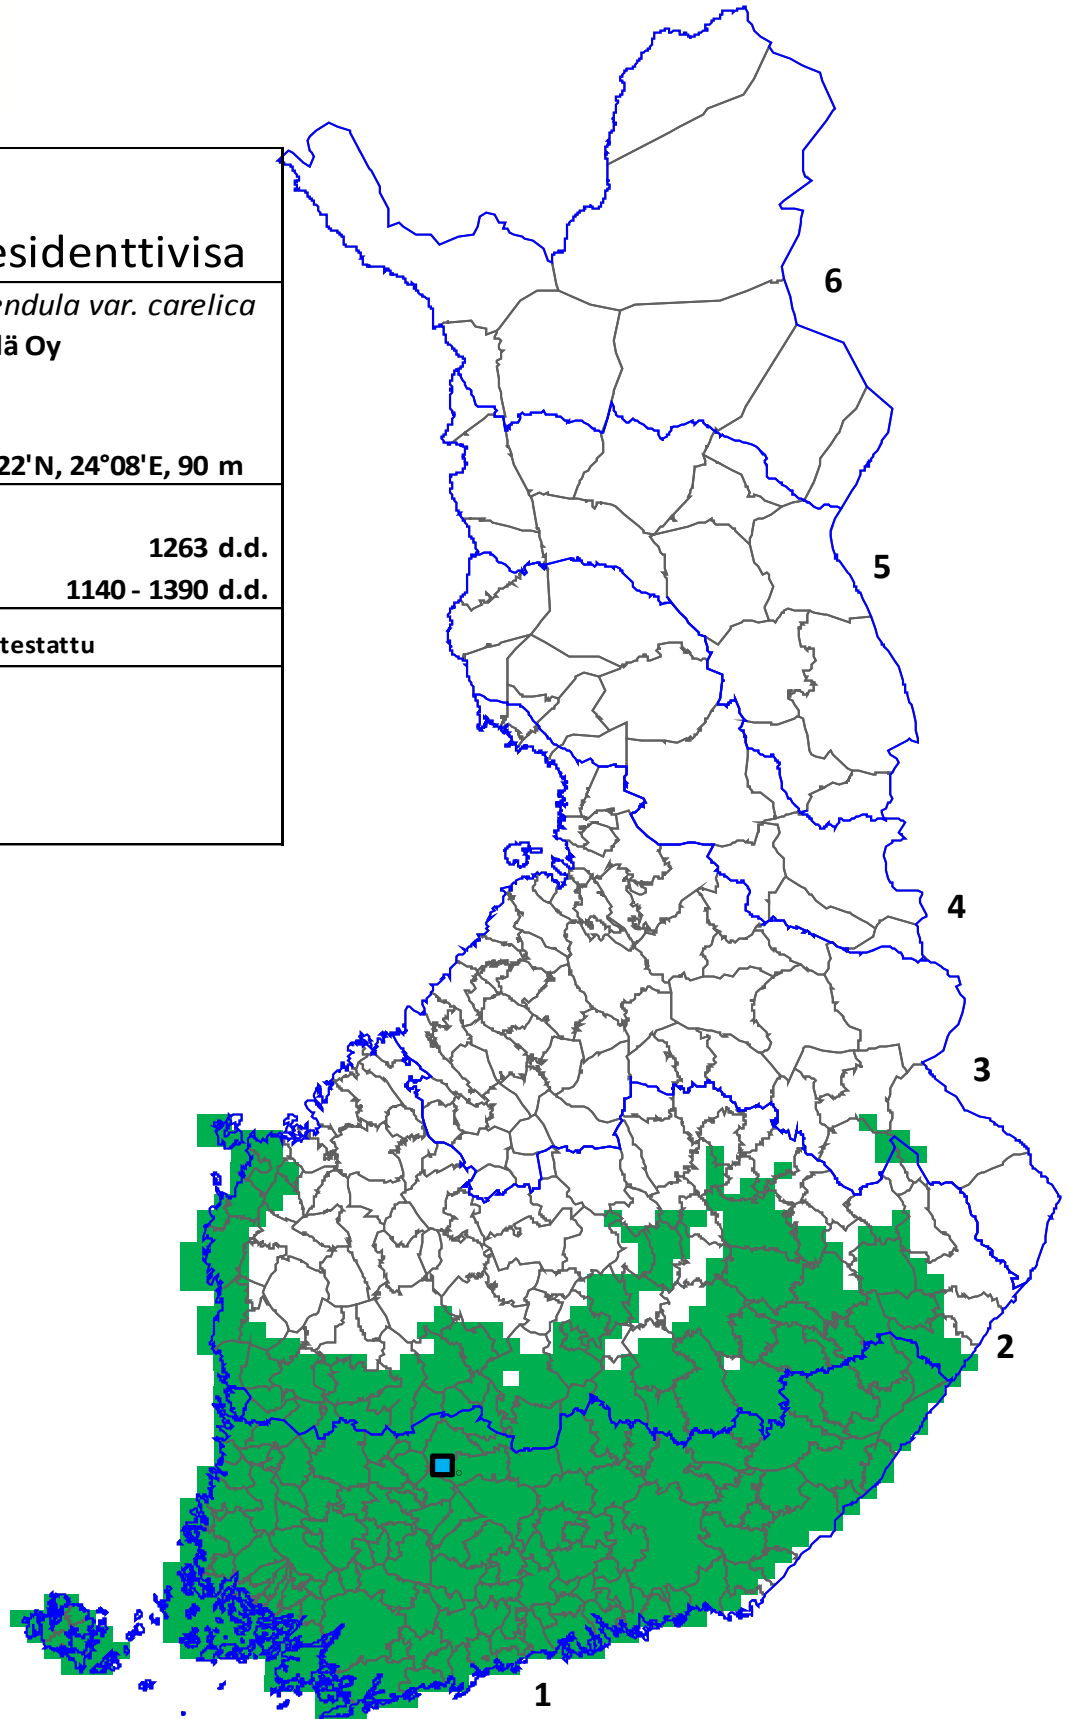 esidenttivisa
endula var. carelica
lä Oy
22'N, 24°08'E, 90 m
1263 d.d.
1140 - 1390 d.d.
testattu
6
5
4
3
2
1